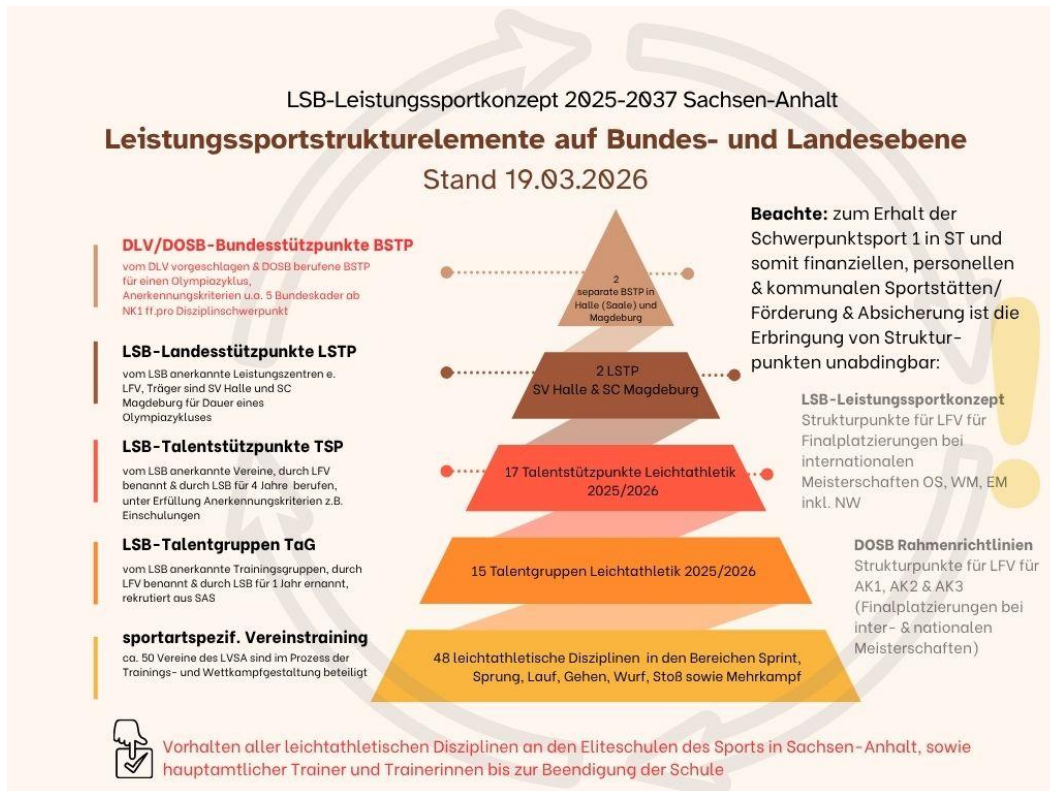 LSB-Leistungssportkonzept 2025-2037 Sachsen-Anhalt
Leistungssportstrukturelemente auf Bundes- und Landesebene
Stand 19.03.2026
DLV/DOSB-Bundesstützpunkte BSTP
vom DLV vorgeschlagen & DOSB berufene BSTP
für einen Olympiazyklus,
Anerkennungskriterien u.a. 5 Bundeskader ab
NK1 ff.pro Disziplinschwerpunkt
2
separate BSTP in
Halle (Saale) und
Magdeburg
LSB-Landesstützpunkte LSTP
vom LSB anerkannte Leistungszentren e.
LFV, Träger sind SV Halle und SC
Magdeburg für Dauer eines
Olympiazykluses
2 LSTP
SV Halle & SC Magdeburg
LSB-Talentstützpunkte TSP
vom LSB anerkannte Vereine, durch LFV
benannt & durch LSB für 4 Jahre berufen,
unter Erfüllung Anerkennungskriterien z.B.
Einschulungen
17 Talentstützpunkte Leichtathletik
2025/2026
LSB-Talentgruppen TaG
vom LSB anerkannte Trainingsgruppen, durch
LFV benannt & durch LSB für 1 Jahr ernannt,
rekrutiert aus SAS
15 Talentgruppen Leichtathletik 2025/2026
sportartspezif. Vereinstraining
ca. 50 Vereine des LVSA sind im Prozess der
Trainings- und Wettkampfgestaltung beteiligt
48 leichtathletische Disziplinen in den Bereichen Sprint,
Sprung, Lauf, Gehen, Wurf, Stoß sowie Mehrkampf
Beachte: zum Erhalt der
Schwerpunktsport 1 in ST und
somit finanziellen, personellen
& kommunalen Sportstätten/
Förderung & Absicherung ist die
Erbringung von Struktur-
punkten unabdingbar:
LSB-Leistungssportkonzept
Strukturpunkte für LFV für
Finalplatzierungen bei
internationalen
Meisterschaften OS, WM, EM
inkl. NW
DOSB Rahmenrichtlinien
Strukturpunkte für LFV für
AK1, AK2 & AK3
(Finalplatzierungen bei
inter- & nationalen
Meisterschaften)
Vorhalten aller leichtathletischen Disziplinen an den Eliteschulen des Sports in Sachsen-Anhalt, sowie
hauptamtlicher Trainer und Trainerinnen bis zur Beendigung der Schule